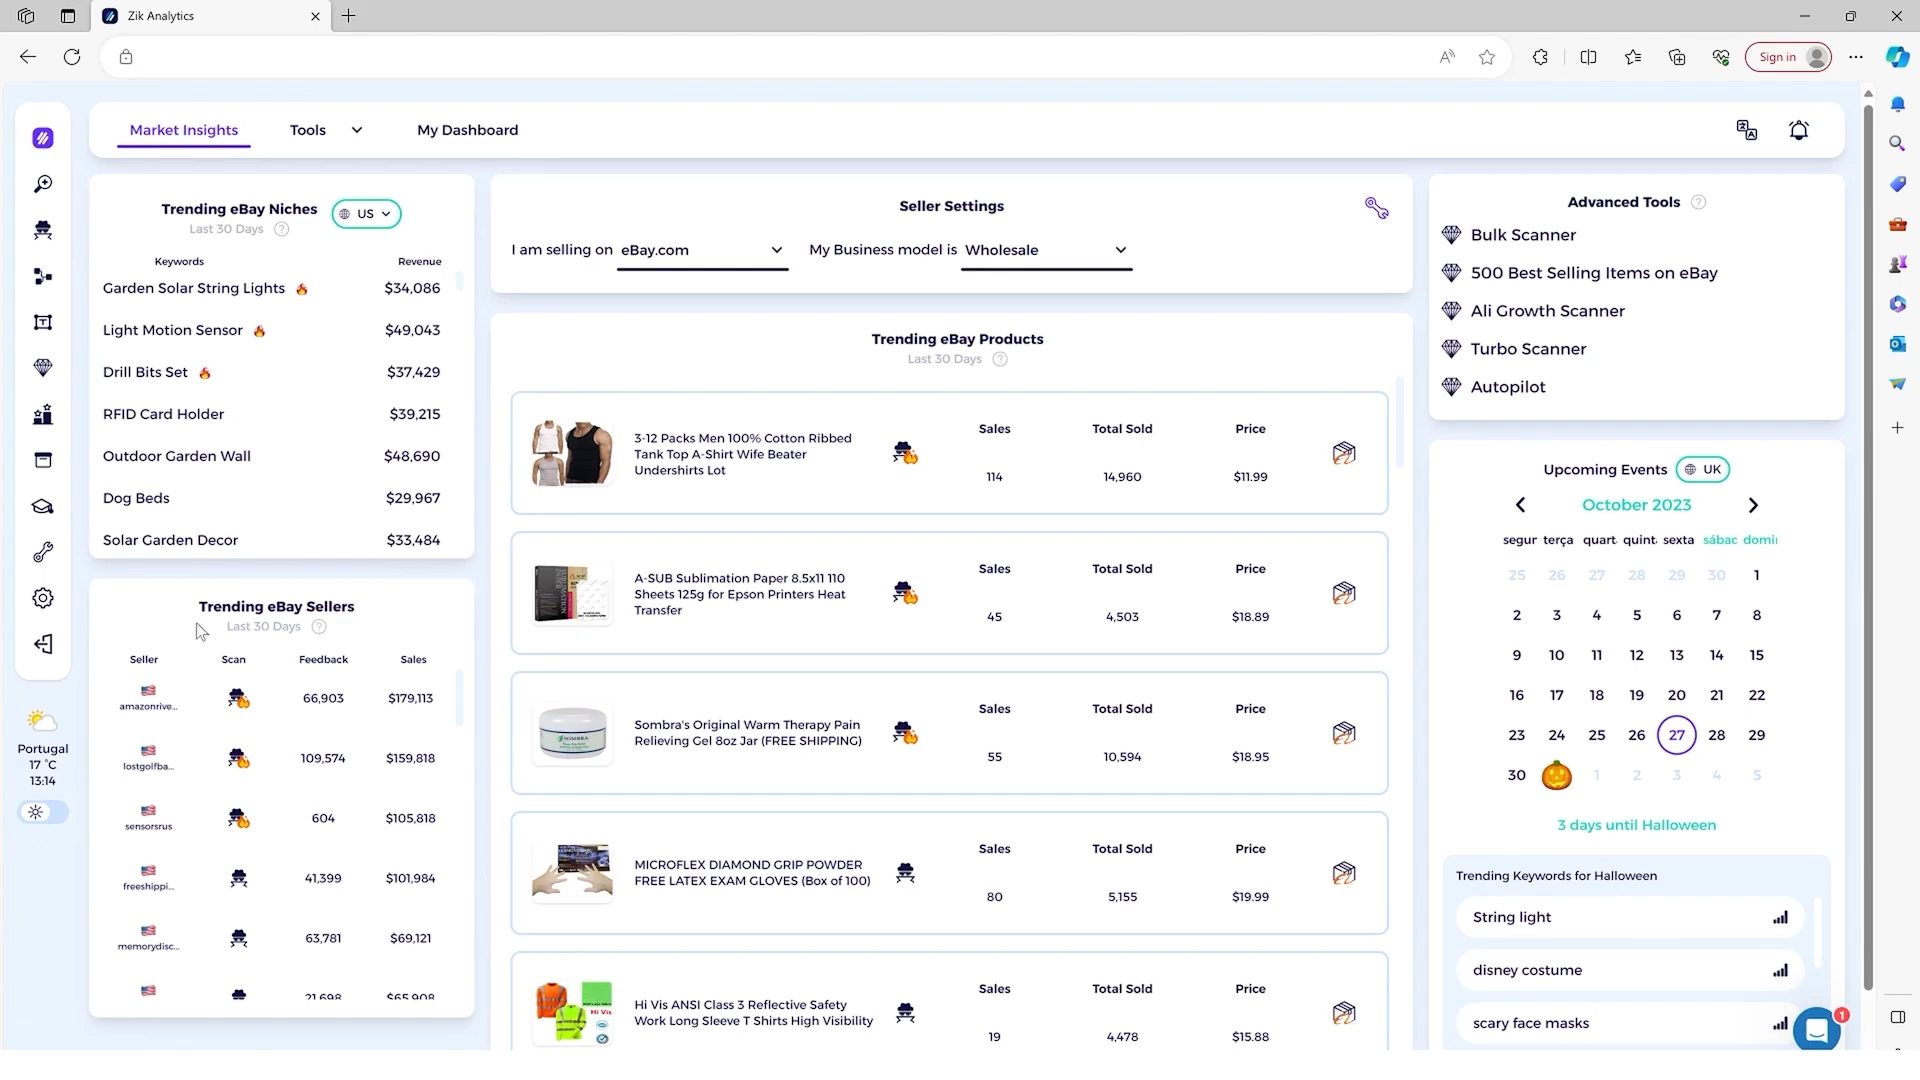 Zik Analytics
Sign in
Market Insights
Tools
My Dashboard
Trending eBay Niches
US
Last 30 Days
Keywords Revenue
Garden Solar String Lights $34,086
Light Motion Sensor $49,043
Drill Bits Set $37,429
RFID Card Holder $39,215
Outdoor Garden Wall $48,690
Dog Beds $29,967
Solar Garden Decor $33,484
Trending eBay Sellers
Last 30 Days
Seller Scan Feedback Sales
amazonrive... 66,903 $179,113
lostgolfba... 109,574 $159,818
sensorsrus 604 $105,818
freeshippi... 41,399 $101,984
memorydisc... 63,781 $69,121
21,698 $65,908
Portugal
17 °C
13:14
Seller Settings
I am selling on eBay.com My Business model is Wholesale
Trending eBay Products
Last 30 Days
3-12 Packs Men 100% Cotton Ribbed
Tank Top A-Shirt Wife Beater
Undershirts Lot
Sales Total Sold Price
114 14,960 $11.99
A-SUB Sublimation Paper 8.5x11 110
Sheets 125g for Epson Printers Heat
Transfer
Sales Total Sold Price
45 4,503 $18.89
SOMBRA
Sombra's Original Warm Therapy Pain
Relieving Gel 8oz Jar (FREE SHIPPING)
Sales Total Sold Price
55 10,594 $18.95
MICROFLEX DIAMOND GRIP POWDER
FREE LATEX EXAM GLOVES (Box of 100)
Sales Total Sold Price
80 5,155 $19.99
Hi Vis
Hi Vis ANSI Class 3 Reflective Safety
Work Long Sleeve T Shirts High Visibility
Sales Total Sold Price
19 4,478 $15.88
Advanced Tools
Bulk Scanner
500 Best Selling Items on eBay
Ali Growth Scanner
Turbo Scanner
Autopilot
Upcoming Events UK
October 2023
segur terça quart quint sexta sábac domi
25 26 27 28 29 30 1
2 3 4 5 6 7 8
9 10 11 12 13 14 15
16 17 18 19 20 21 22
23 24 25 26 27 28 29
30 1 2 3 4 5
3 days until Halloween
Trending Keywords for Halloween
String light
disney costume
scary face masks
1